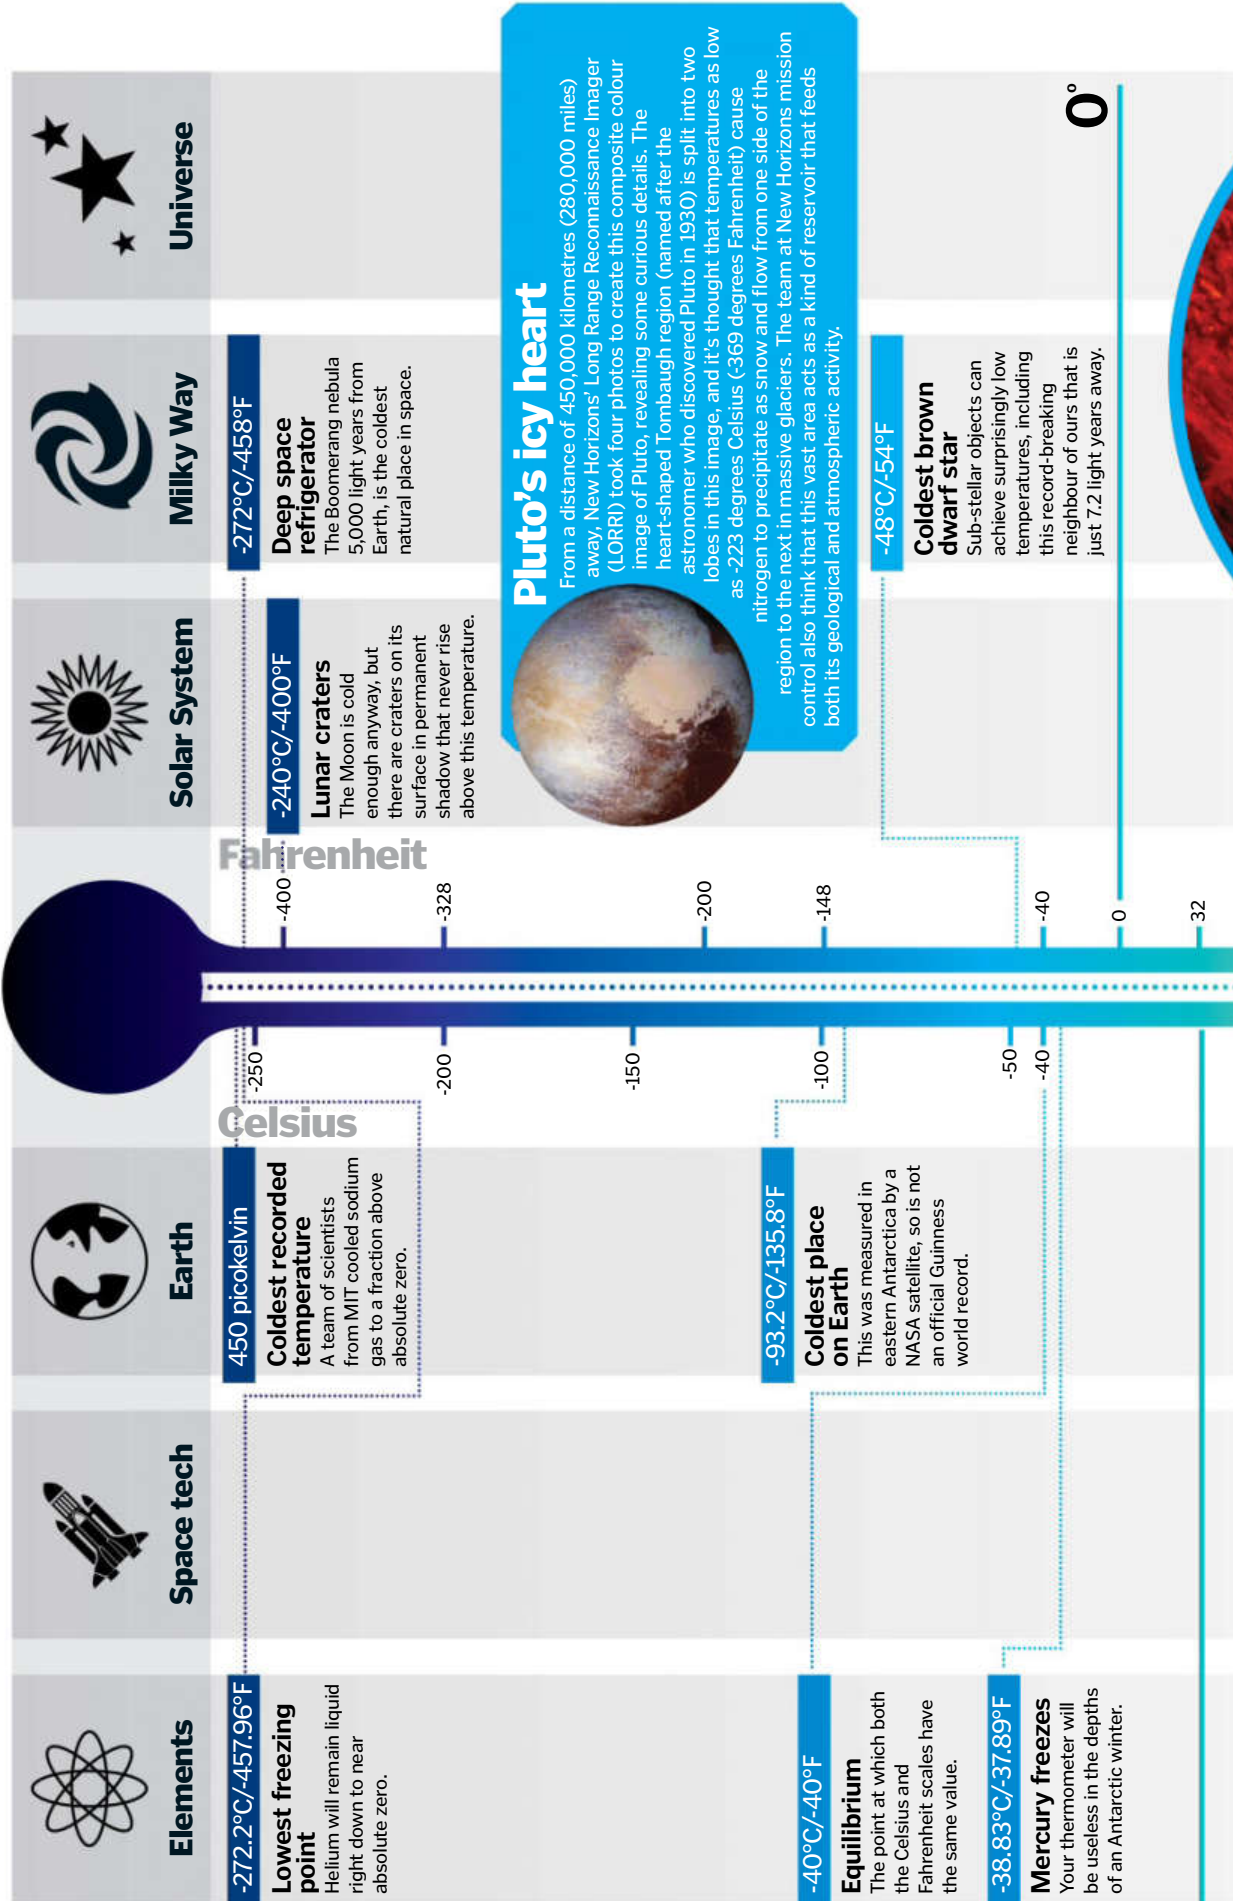 Elements
Space tech
Earth
Solar System
Milky Way
Universe
Celsius
Fahrenheit
-272.2°C/-457.96°F
Lowest freezing
point
Helium will remain liquid
right down to near
absolute zero.
-40°C/-40°F
Equilibrium
The point at which both
the Celsius and
Fahrenheit scales have
the same value.
-38.83°C/-37.89°F
Mercury freezes
Your thermometer will
be useless in the depths
of an Antarctic winter.
450 picokelvin
Coldest recorded
temperature
A team of scientists
from MIT cooled sodium
gas to a fraction above
absolute zero.
-93.2°C/-135.8°F
Coldest place
on Earth
This was measured in
eastern Antarctica by a
NASA satellite, so is not
an official Guinness
world record.
-250
-200
-150
-100
-50
-40
-400
-328
-200
-148
-40
0
32
-240°C/-400°F
Lunar craters
The Moon is cold
enough anyway, but
there are craters on its
surface in permanent
shadow that never rise
above this temperature.
-272°C/-458°F
Deep space
refrigerator
The Boomerang nebula
5,000 light years from
Earth, is the coldest
natural place in space.
Pluto's icy heart
From a distance of 450,000 kilometres (280,000 miles)
away, New Horizons' Long Range Reconnaissance Imager
(LORRI) took four photos to create this composite colour
image of Pluto, revealing some curious details. The
heart-shaped Tombaugh region (named after the
astronomer who discovered Pluto in 1930) is split into two
lobes in this image, and it's thought that temperatures as low
as -223 degrees Celsius (-369 degrees Fahrenheit) cause
nitrogen to precipitate as snow and flow from one side of the
region to the next in massive glaciers. The team at New Horizons mission
control also think that this vast area acts as a kind of reservoir that feeds
both its geological and atmospheric activity.
-48°C/-54°F
Coldest brown
dwarf star
Sub-stellar objects can
achieve surprisingly low
temperatures, including
this record-breaking
neighbour of ours that is
just 7.2 light years away.
0°